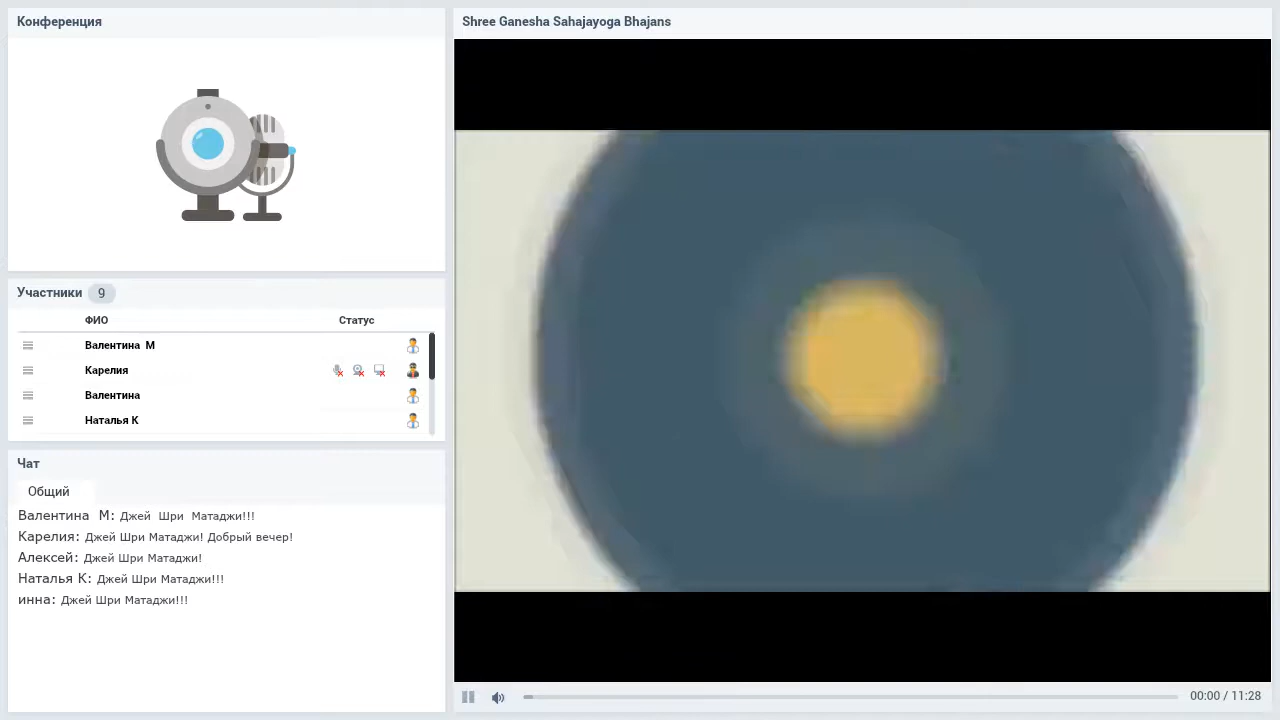 Конференция
Shree Ganesha Sahajayoga Bhajans
Участники 9
ФИО Статус
Валентина М
Карелия
Валентина
Наталья К
Чат
Общий
Валентина М: Джей Шри Матаджи!!!
Карелия: Джей Шри Матаджи! Добрый вечер!
Алексей: Джей Шри Матаджи!
Наталья К: Джей Шри Матаджи!!!
инна: Джей Шри Матаджи!!!
00:00 / 11:28